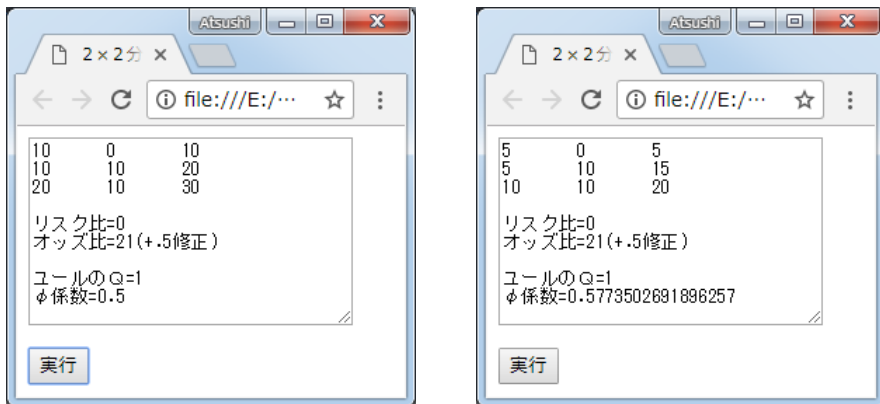 Atsushi
2×2分
file:///E:/…
10 0 10
10 10 20
20 10 30
リスク比=0
オッズ比=21(+.5修正)
ユールのQ=1
φ係数=0.5
実行
Atsushi
2×2分
file:///E:/…
5 0 5
5 10 15
10 10 20
リスク比=0
オッズ比=21(+.5修正)
ユールのQ=1
φ係数=0.5773502691896257
実行